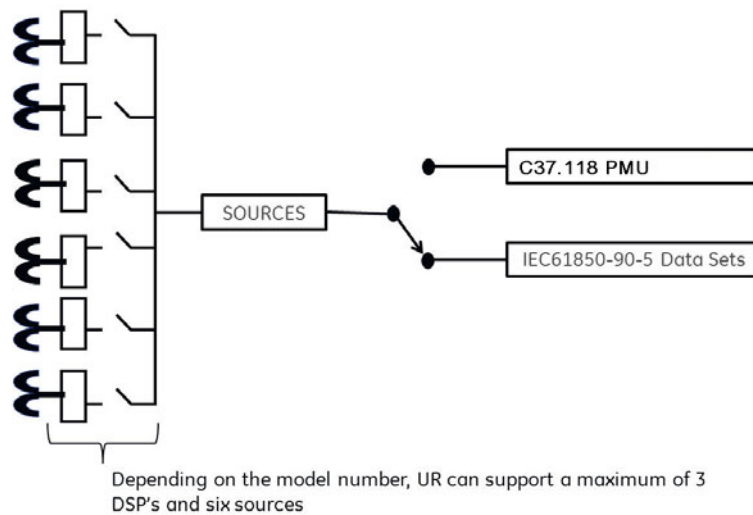 C37.118 PMU
SOURCES
IEC61850-90-5 Data Sets
Depending on the model number, UR can support a maximum of 3
DSP's and six sources